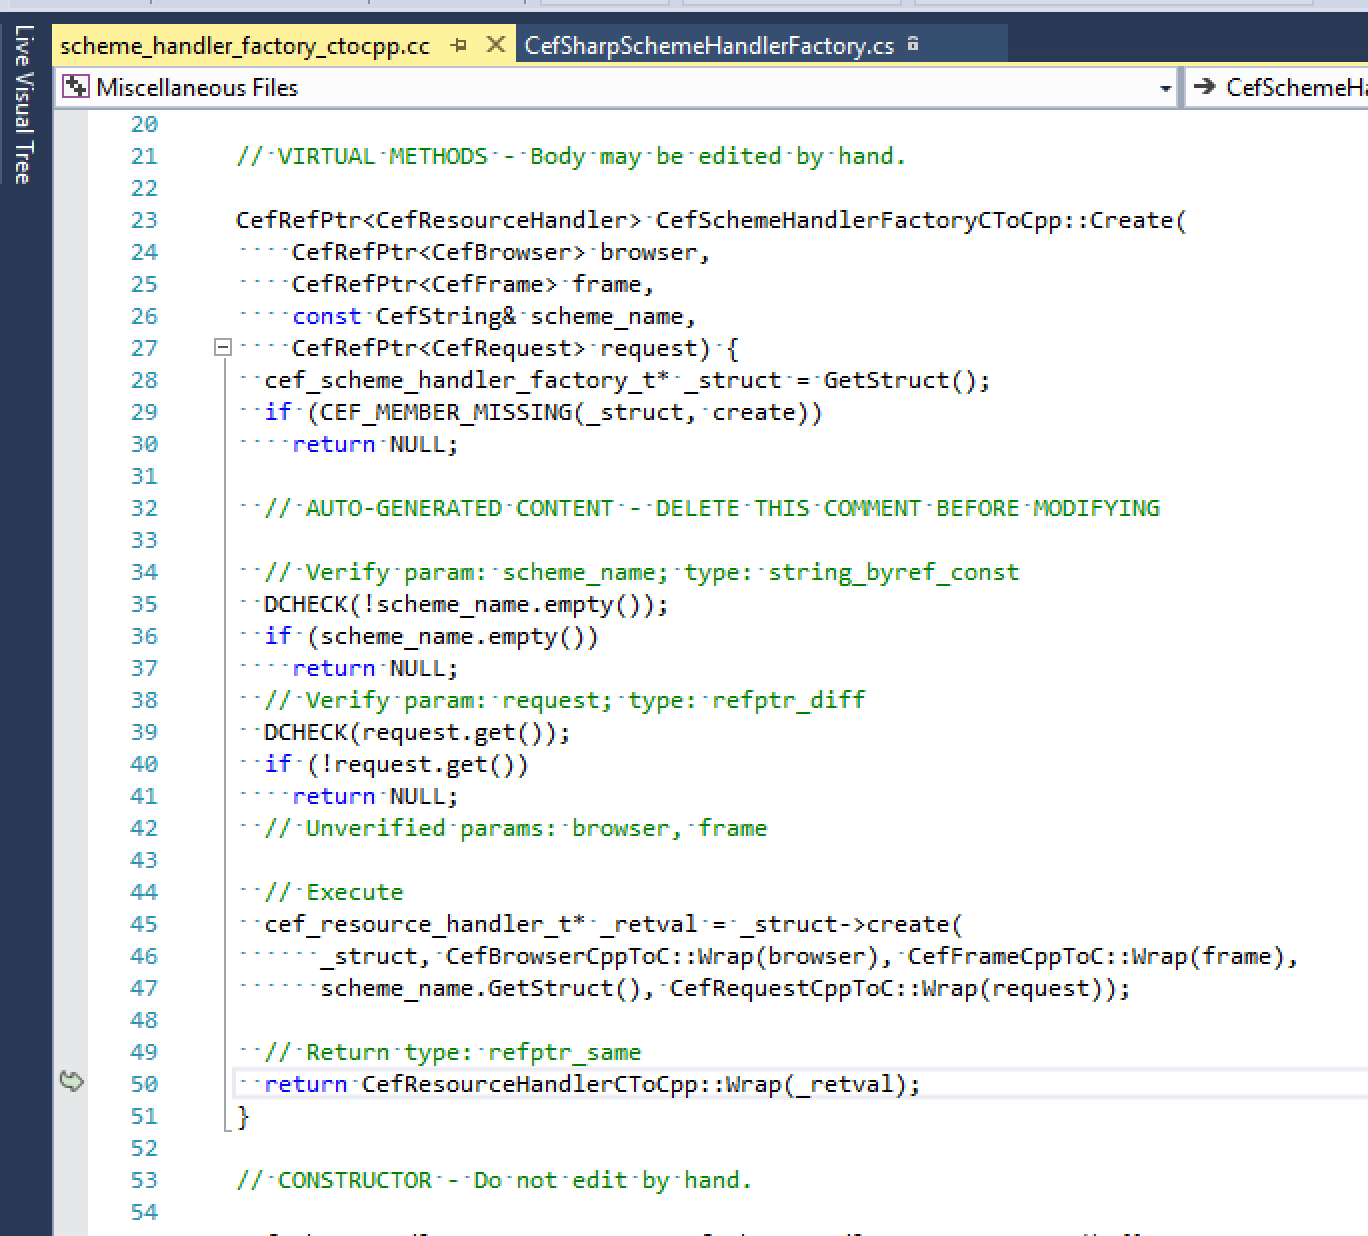 Live Visual Tree
scheme_handler_factory_ctocpp.cc
CefSharpSchemeHandlerFactory.cs
Miscellaneous Files
CefSchemeHa
20
21 // VIRTUAL METHODS - Body may be edited by hand.
22
23 CefRefPtr<CefResourceHandler> CefSchemeHandlerFactoryCToCpp::Create(
24     CefRefPtr<CefBrowser> browser,
25     CefRefPtr<CefFrame> frame,
26     const CefString& scheme_name,
27     CefRefPtr<CefRequest> request) {
28   cef_scheme_handler_factory_t* _struct = GetStruct();
29   if (CEF_MEMBER_MISSING(_struct, create))
30     return NULL;
31
32   // AUTO-GENERATED CONTENT - DELETE THIS COMMENT BEFORE MODIFYING
33
34   // Verify param: scheme_name; type: string_byref_const
35   DCHECK(!scheme_name.empty());
36   if (scheme_name.empty())
37     return NULL;
38   // Verify param: request; type: refptr_diff
39   DCHECK(request.get());
40   if (!request.get())
41     return NULL;
42   // Unverified params: browser, frame
43
44   // Execute
45   cef_resource_handler_t* _retval = _struct->create(
46       _struct, CefBrowserCppToC::Wrap(browser), CefFrameCppToC::Wrap(frame),
47       scheme_name.GetStruct(), CefRequestCppToC::Wrap(request));
48
49   // Return type: refptr_same
50   return CefResourceHandlerCToCpp::Wrap(_retval);
51 }
52
53 // CONSTRUCTOR - Do not edit by hand.
54